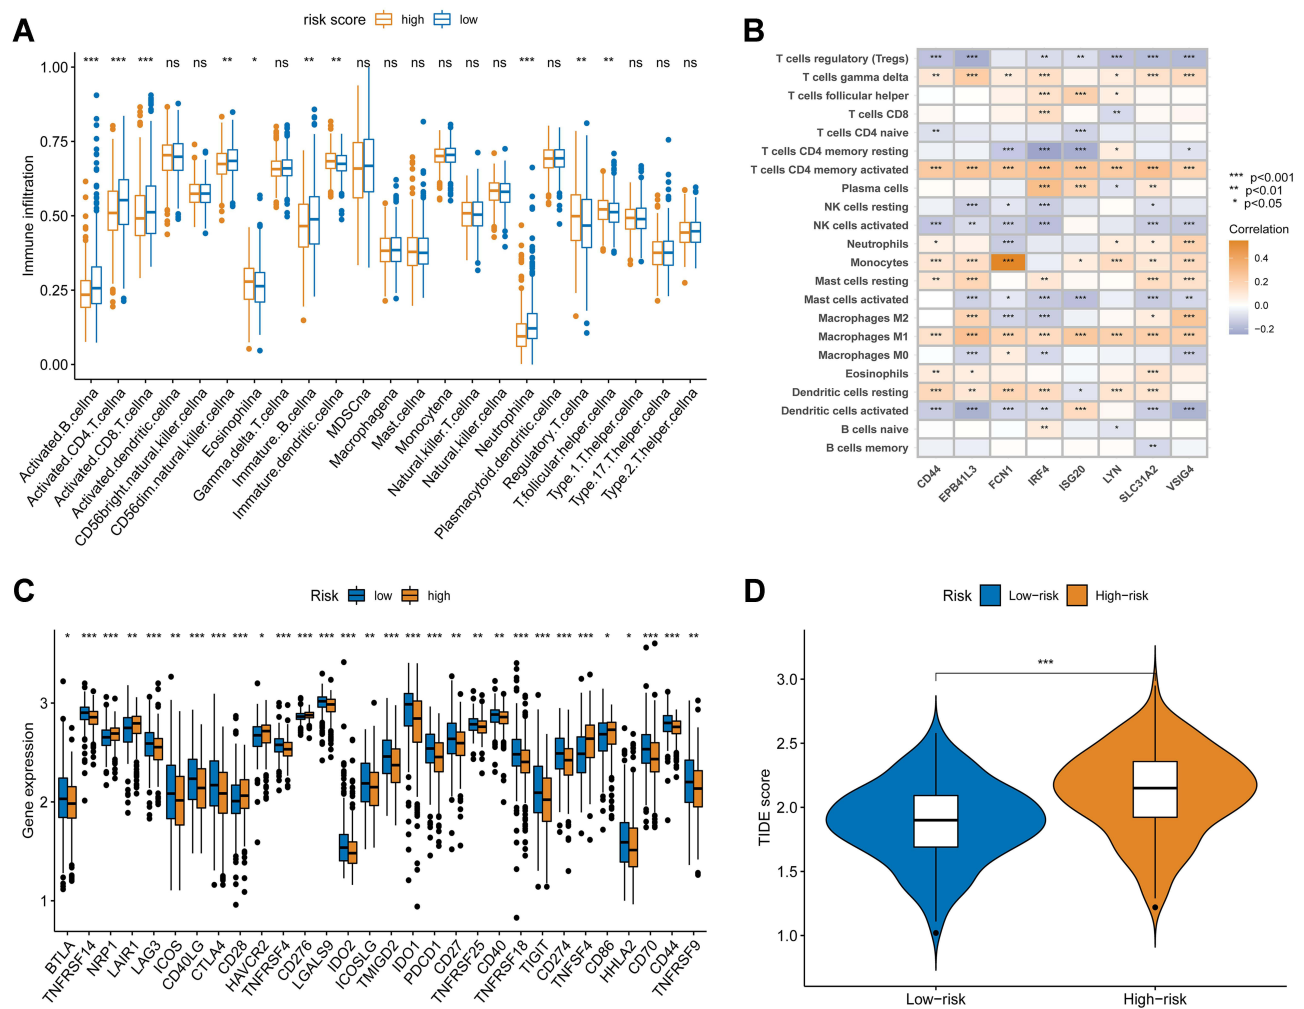 A
risk score high low
*** *** *** ns ns ** * ns ** ** ns ns ns ns ns ns *** ns ** ** ns ns ns
1.00
0.75
0.50
0.25
0.00
Immune infiltration
Activated.B.cellna
Activated.CD4.T.cellna
Activated.CD8.T.cellna
Activated.dendritic.cellna
CD56bright.natural.killer.cellna
CD56dim.natural.killer.cellna
Eosinophilna
Gamma.delta.T.cellna
Immature..B.cellna
Immature.dendritic.cellna
MDSCna
Macrophagena
Mast.cellna
Monocytena
Natural.killer.T.cellna
Natural.killer.cellna
Neutrophilna
Plasmacytoid.dendritic.cellna
Regulatory.T.cellna
T.follicular.helper.cellna
Type.1.T.helper.cellna
Type.17.T.helper.cellna
Type.2.T.helper.cellna
B
T cells regulatory (Tregs) *** *** ** ** *** *** ***
T cells gamma delta ** *** ** *** * *** ***
T cells follicular helper *** *** *
T cells CD8 *** **
T cells CD4 naive ** ***
T cells CD4 memory resting *** *** *** * *
T cells CD4 memory activated *** *** *** *** *** *** *** ***
Plasma cells *** *** * **
NK cells resting *** * *** *
NK cells activated *** ** *** *** *** ***
Neutrophils * *** * * ***
Monocytes *** *** *** * *** ** ***
Mast cells resting ** *** ** *** ***
Mast cells activated *** * *** *** *** **
Macrophages M2 *** *** *** * ***
Macrophages M1 *** *** *** *** *** *** *** ***
Macrophages M0 *** * ** ***
Eosinophils ** * ***
Dendritic cells resting *** ** *** *** * *** ***
Dendritic cells activated *** *** *** ** *** *** ***
B cells naive ** *
B cells memory **
CD44
EPB41L3
FCN1
IRF4
ISG20
LYN
SLC31A2
VSIG4
*** p<0.001
** p<0.01
* p<0.05
Correlation
0.4
0.2
0.0
−0.2
C
Risk low high
* *** *** ** *** ** *** *** *** * *** *** *** *** ** *** *** *** ** ** ** *** *** *** *** * * *** *** **
3
2
1
Gene expression
BTLA
TNFRSF14
NRP1
LAIR1
LAG3
ICOS
CD40LG
CTLA4
CD28
HAVCR2
TNFRSF4
CD276
LGALS9
IDO2
ICOSLG
TMIGD2
IDO1
PDCD1
CD27
TNFRSF25
CD40
TNFRSF18
TIGIT
CD274
TNFSF4
CD86
HHLA2
CD70
CD44
TNFRSF9
D
Risk Low−risk High−risk
***
3.0
2.5
2.0
1.5
1.0
TIDE score
Low−risk
High−risk